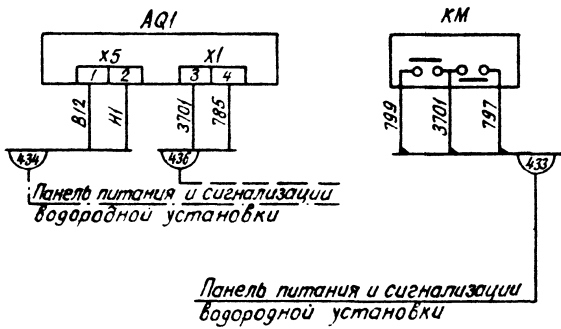 AQ1
KM
X5
X1
1 2 3 4
B12
H1
3701
785
799
3701
797
434
436
433
Панель питания и сигнализации
водородной установки
Панель питания и сигнализации
водородной установки